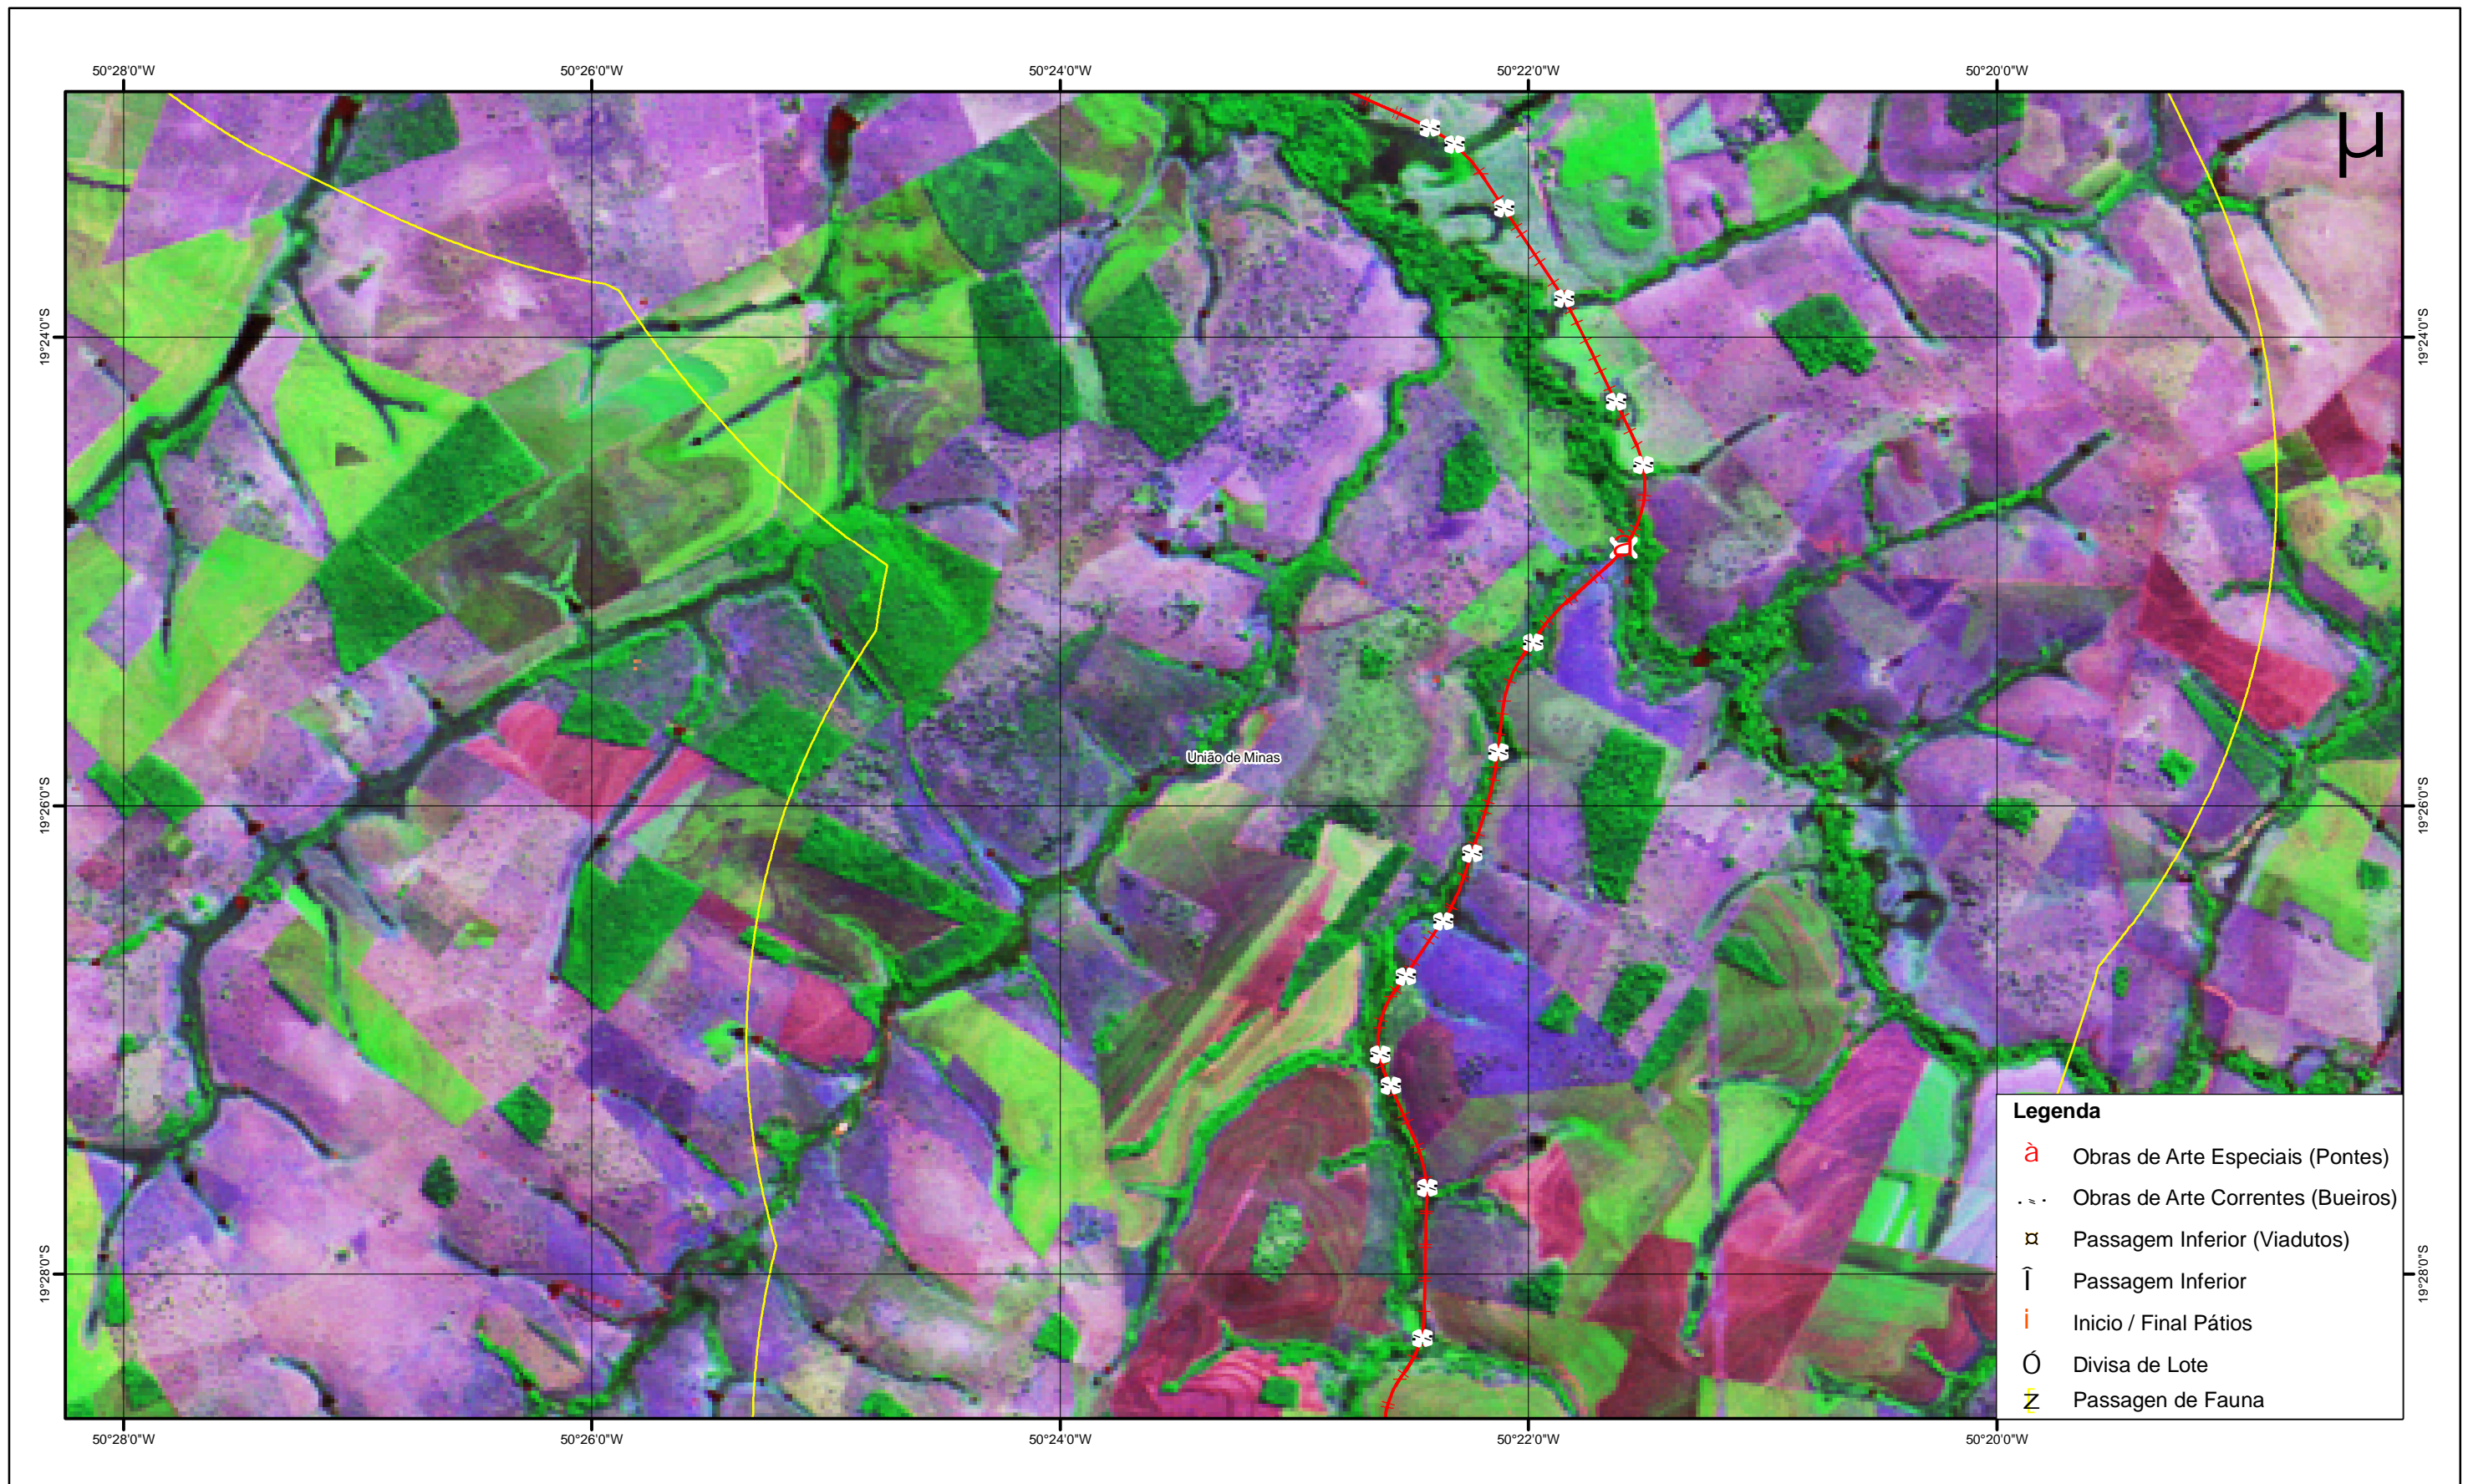 50°28'0"W 50°26'0"W 50°24'0"W 50°22'0"W 50°20'0"W
µ
19°24'0"S 19°24'0"S
União de Minas
19°26'0"S 19°26'0"S
Legenda
à Obras de Arte Especiais (Pontes)
Obras de Arte Correntes (Bueiros)
¤ Passagem Inferior (Viadutos)
Î Passagem Inferior
i Inicio / Final Pátios
Ó Divisa de Lote
Z Passagen de Fauna
19°28'0"S 19°28'0"S
50°28'0"W 50°26'0"W 50°24'0"W 50°22'0"W 50°20'0"W